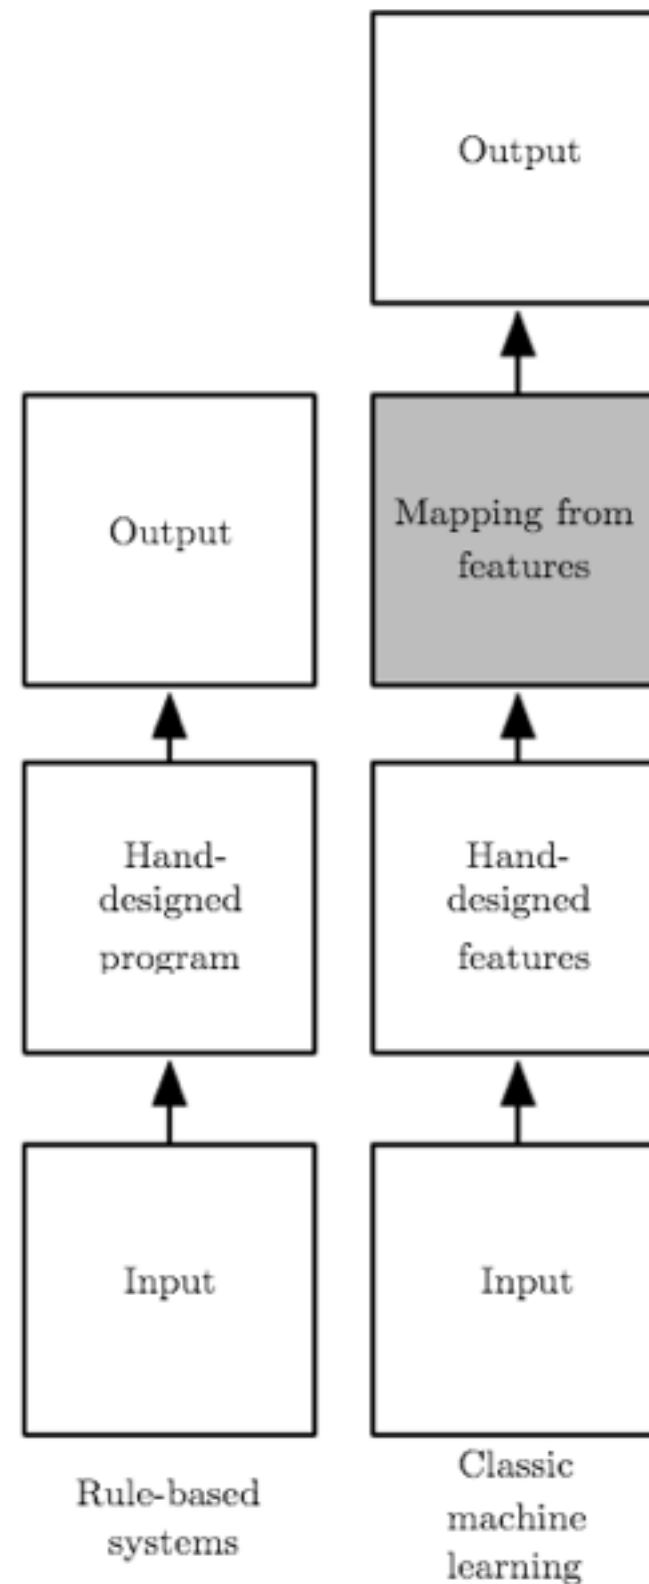 Output
Output
Mapping from
features
Hand-
designed
program
Hand-
designed
features
Input
Input
Rule-based
systems
Classic
machine
learning